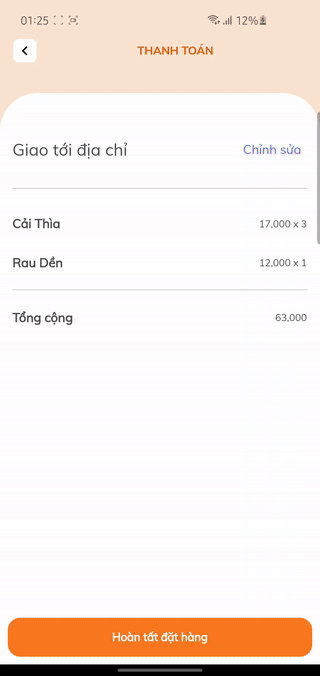 01:25 12%
THANH TOÁN
Giao tới địa chỉ Chỉnh sửa
Cải Thìa 17,000 x 3
Rau Dền 12,000 x 1
Tổng cộng 63,000
Hoàn tất đặt hàng